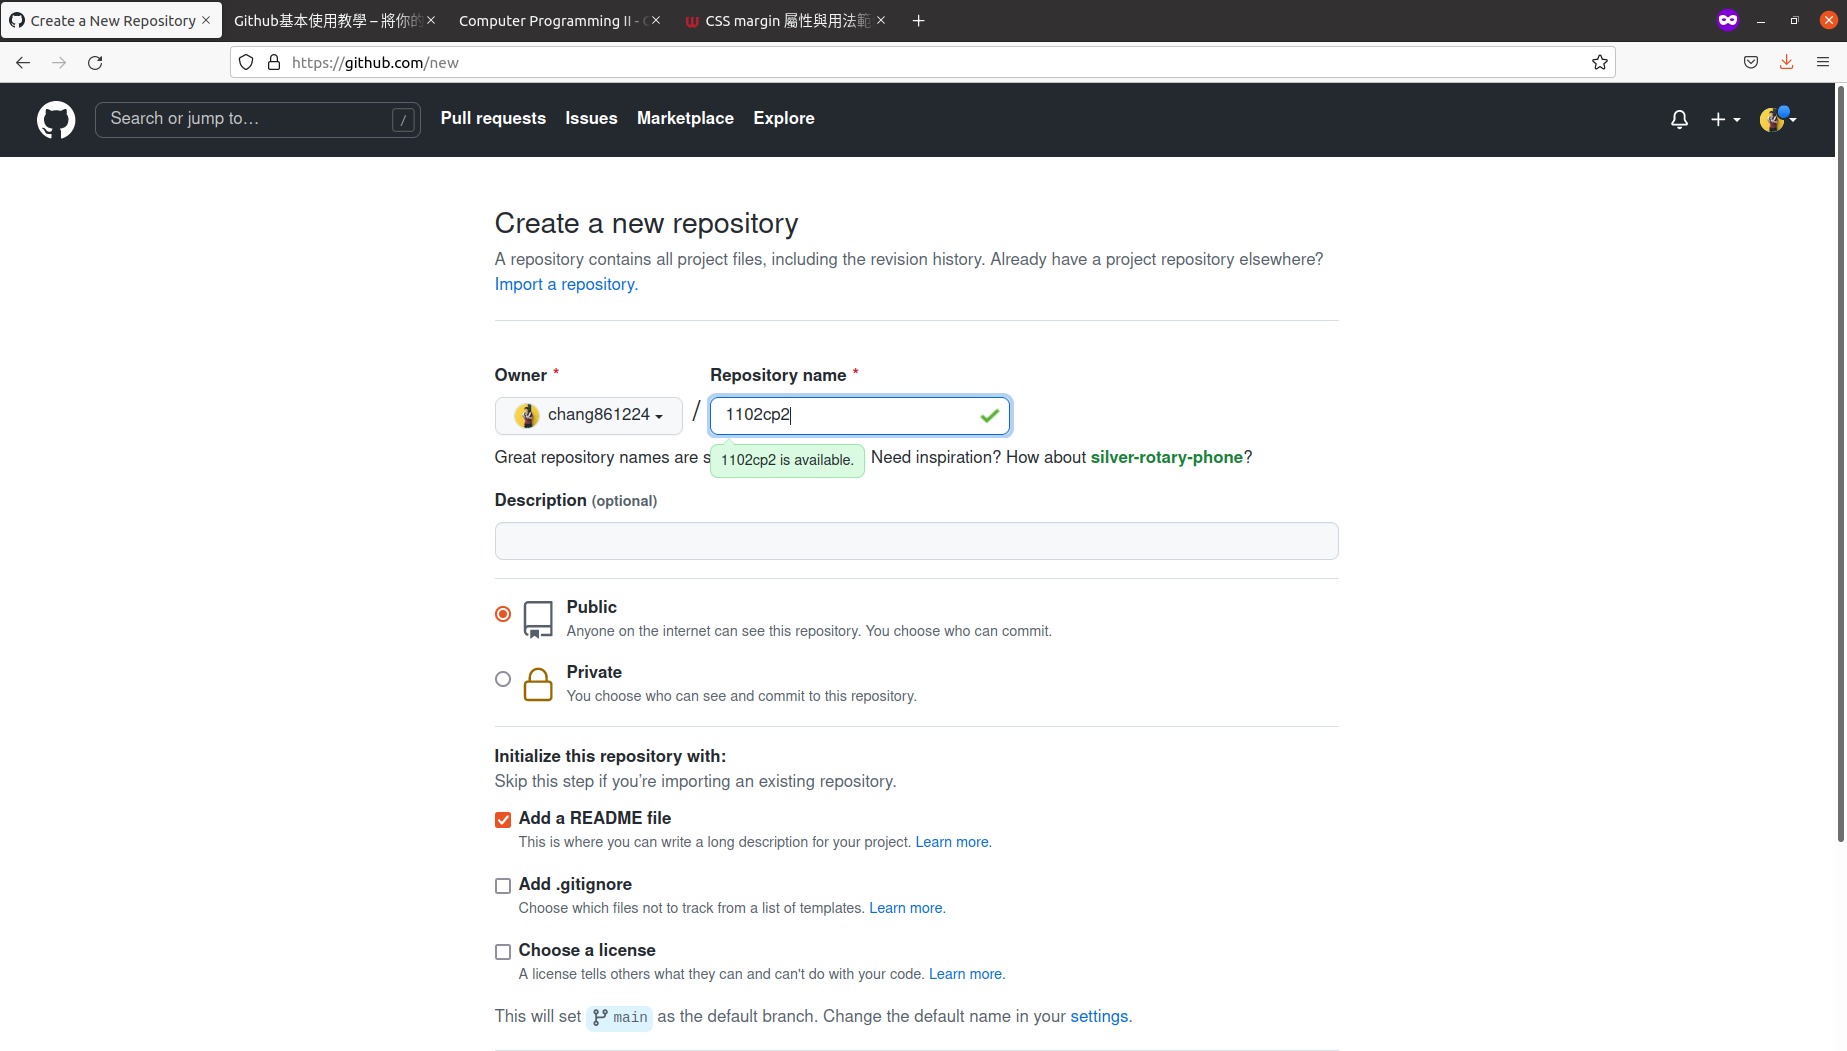 Create a New Repository
Github基本使用教學 – 將你的
Computer Programming II -
CSS margin 屬性與用法範
https://github.com/new
Search or jump to… /
Pull requests Issues Marketplace Explore
Create a new repository
A repository contains all project files, including the revision history. Already have a project repository elsewhere?
Import a repository.
Owner * Repository name *
chang861224 / 1102cp2
Great repository names are s
1102cp2 is available.
Need inspiration? How about silver-rotary-phone?
Description (optional)
Public
Anyone on the internet can see this repository. You choose who can commit.
Private
You choose who can see and commit to this repository.
Initialize this repository with:
Skip this step if you’re importing an existing repository.
Add a README file
This is where you can write a long description for your project. Learn more.
Add .gitignore
Choose which files not to track from a list of templates. Learn more.
Choose a license
A license tells others what they can and can't do with your code. Learn more.
This will set main as the default branch. Change the default name in your settings.